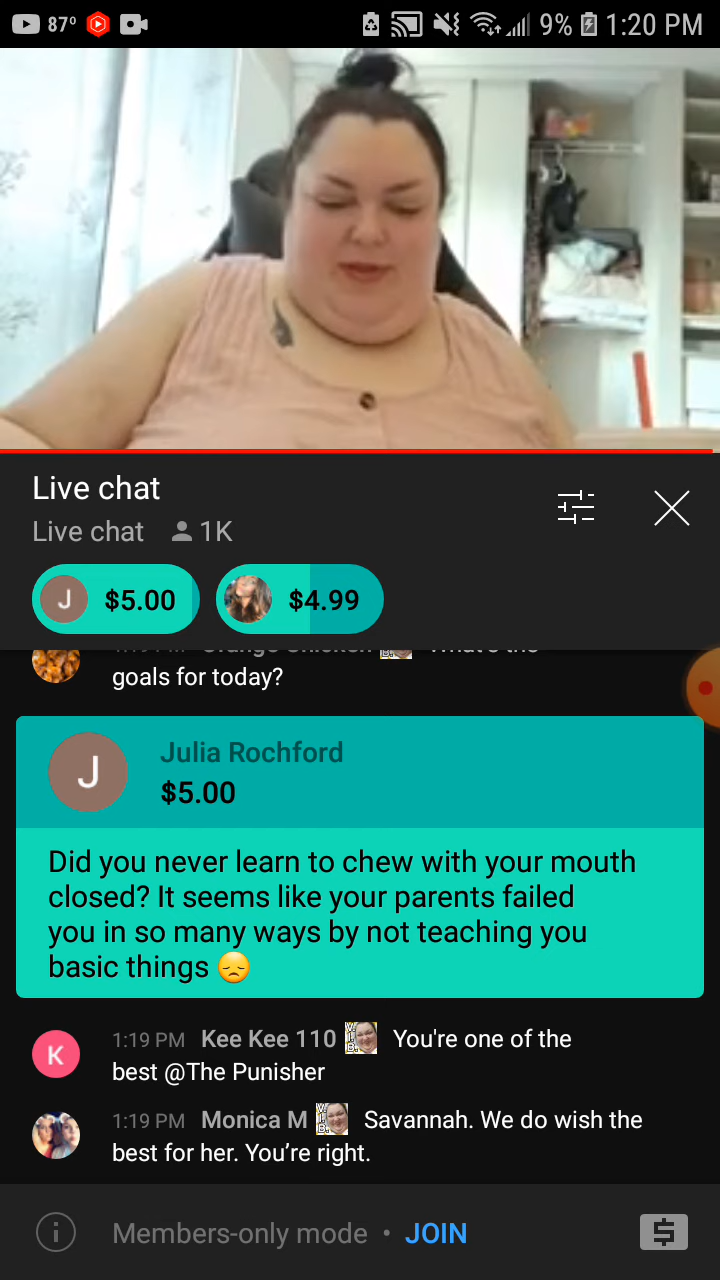 87° 9% 1:20 PM
Live chat
Live chat 1K
J $5.00 $4.99
Orange Chicken What's the
goals for today?
J Julia Rochford
$5.00
Did you never learn to chew with your mouth
closed? It seems like your parents failed
you in so many ways by not teaching you
basic things 😞
K 1:19 PM Kee Kee 110 You're one of the
best @The Punisher
1:19 PM Monica M Savannah. We do wish the
best for her. You’re right.
Members-only mode • JOIN